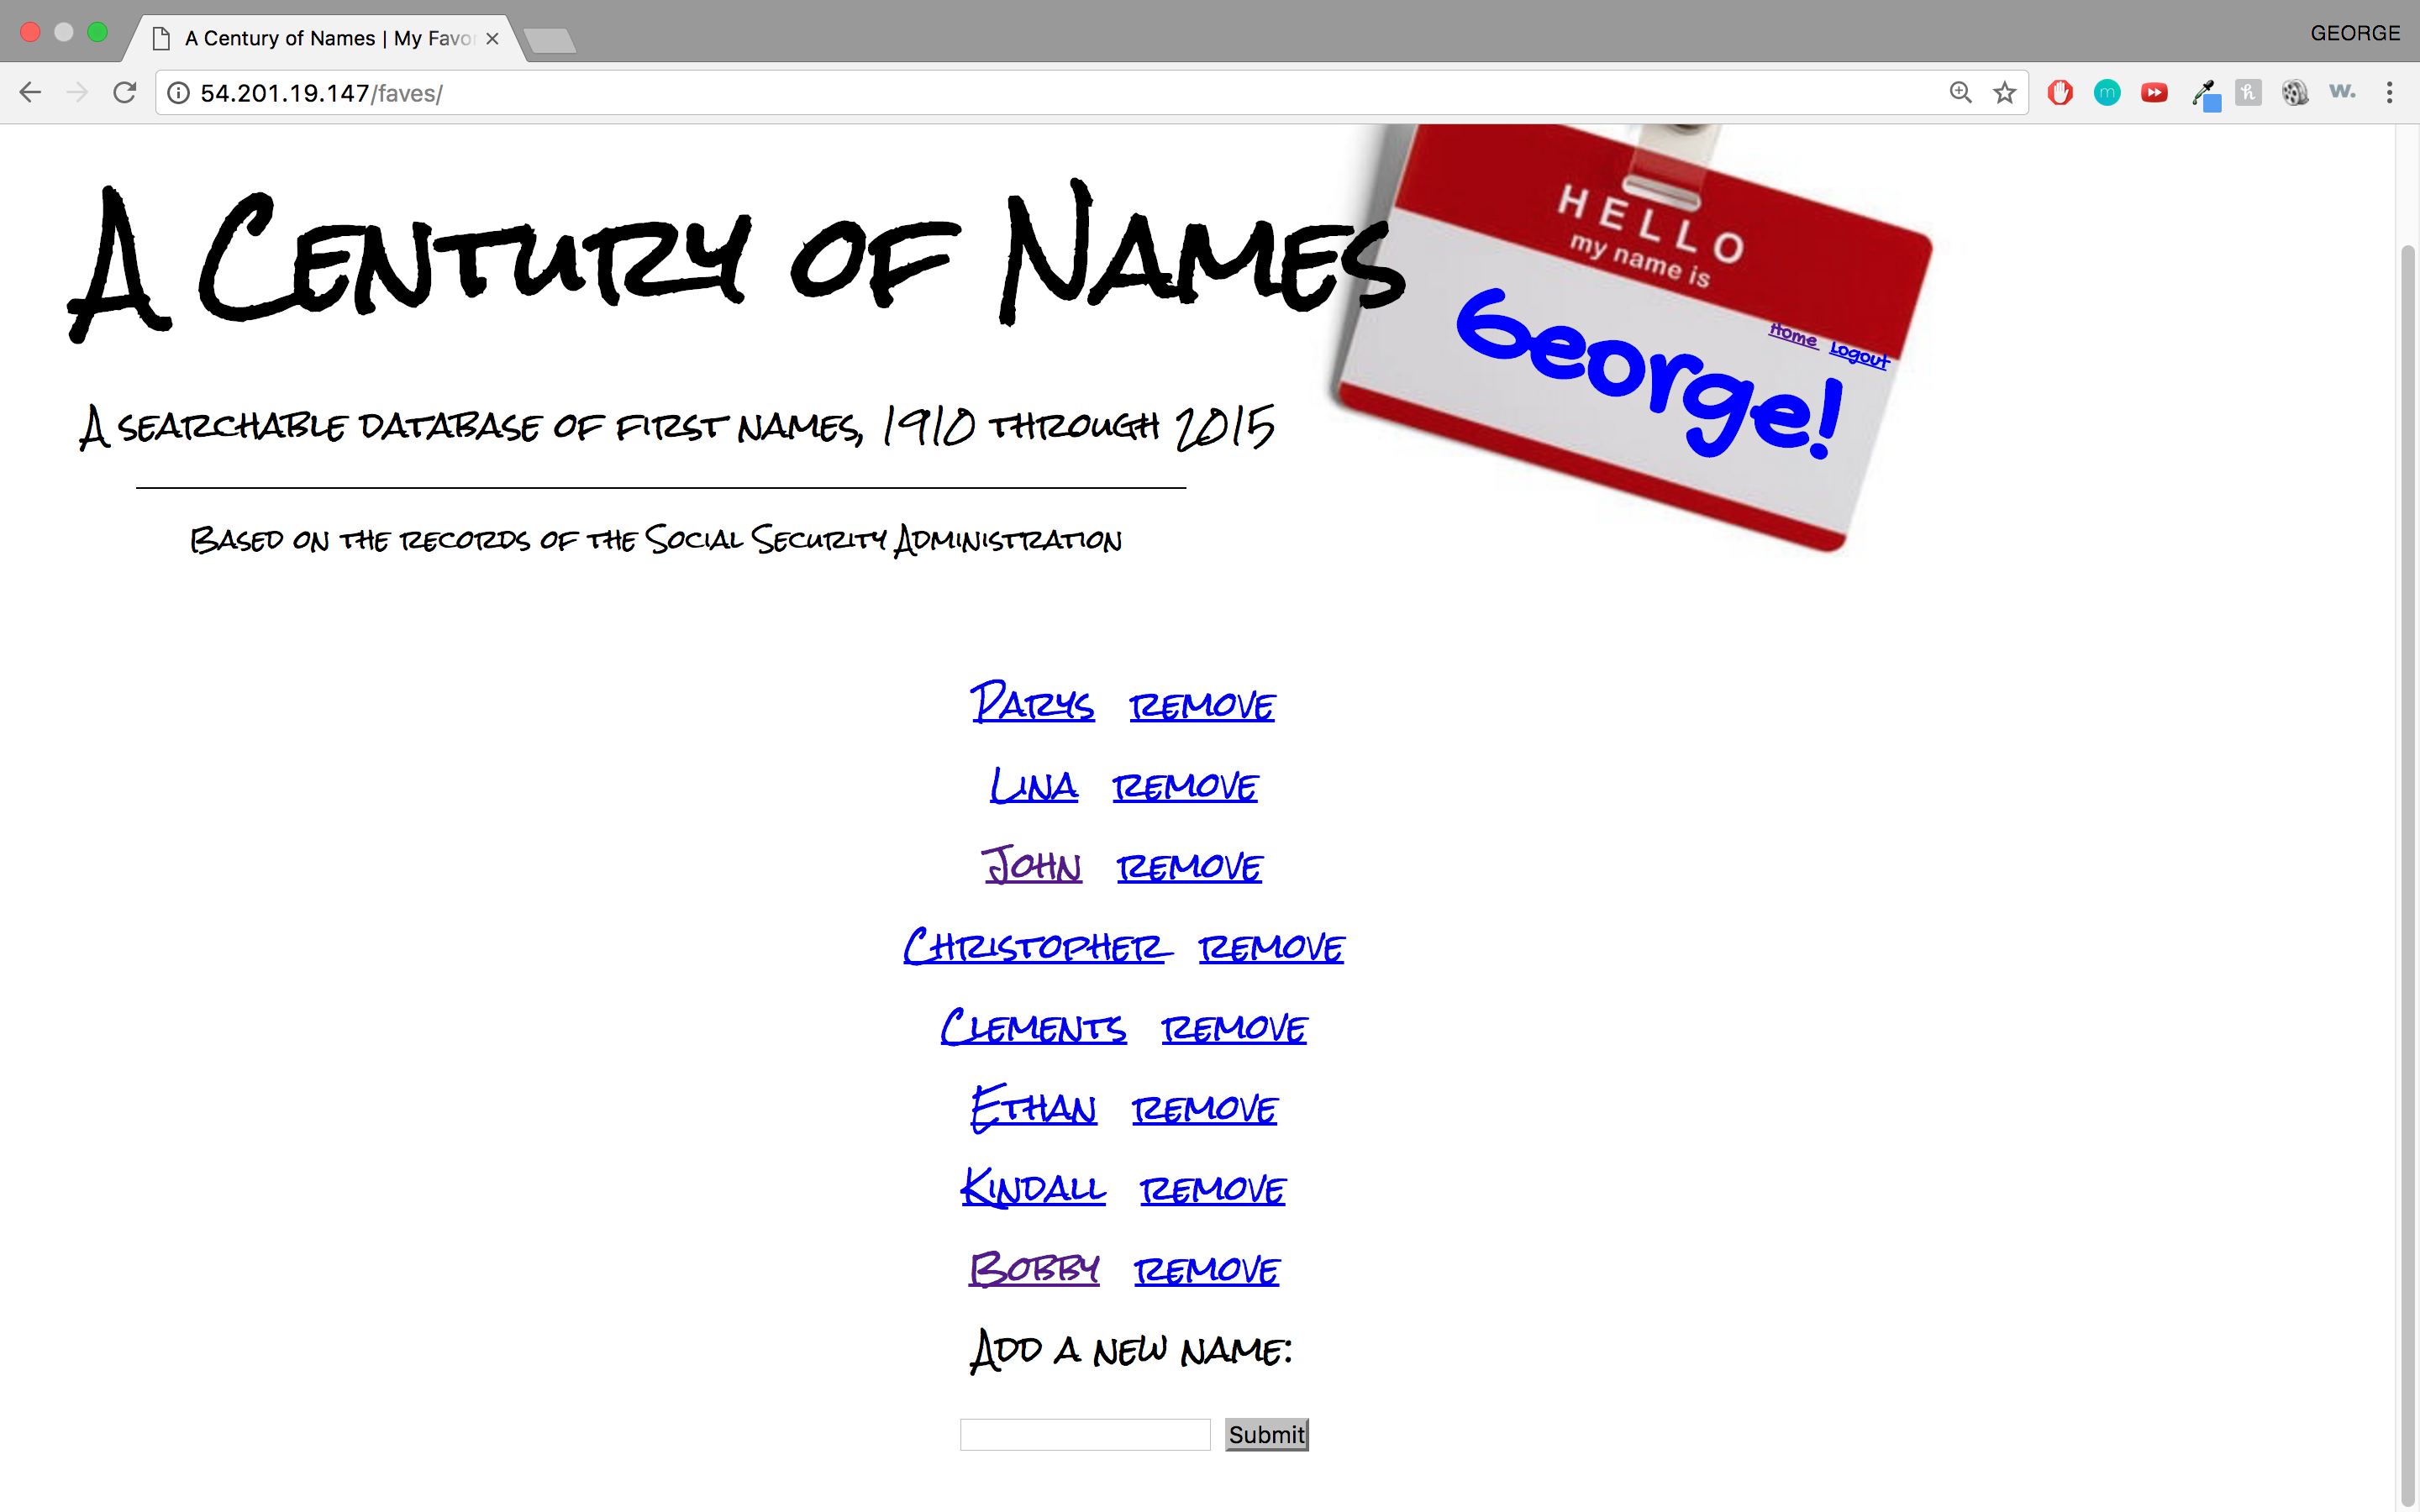 A Century of Names | My Favor
GEORGE
54.201.19.147/faves/
A Century of Names
HELLO
my name is
George!
Home Logout
A searchable database of first names, 1910 through 2015
Based on the records of the Social Security Administration
Parys remove
Lina remove
John remove
Christopher remove
Clements remove
Ethan remove
Kindall remove
Bobby remove
Add a new name:
Submit